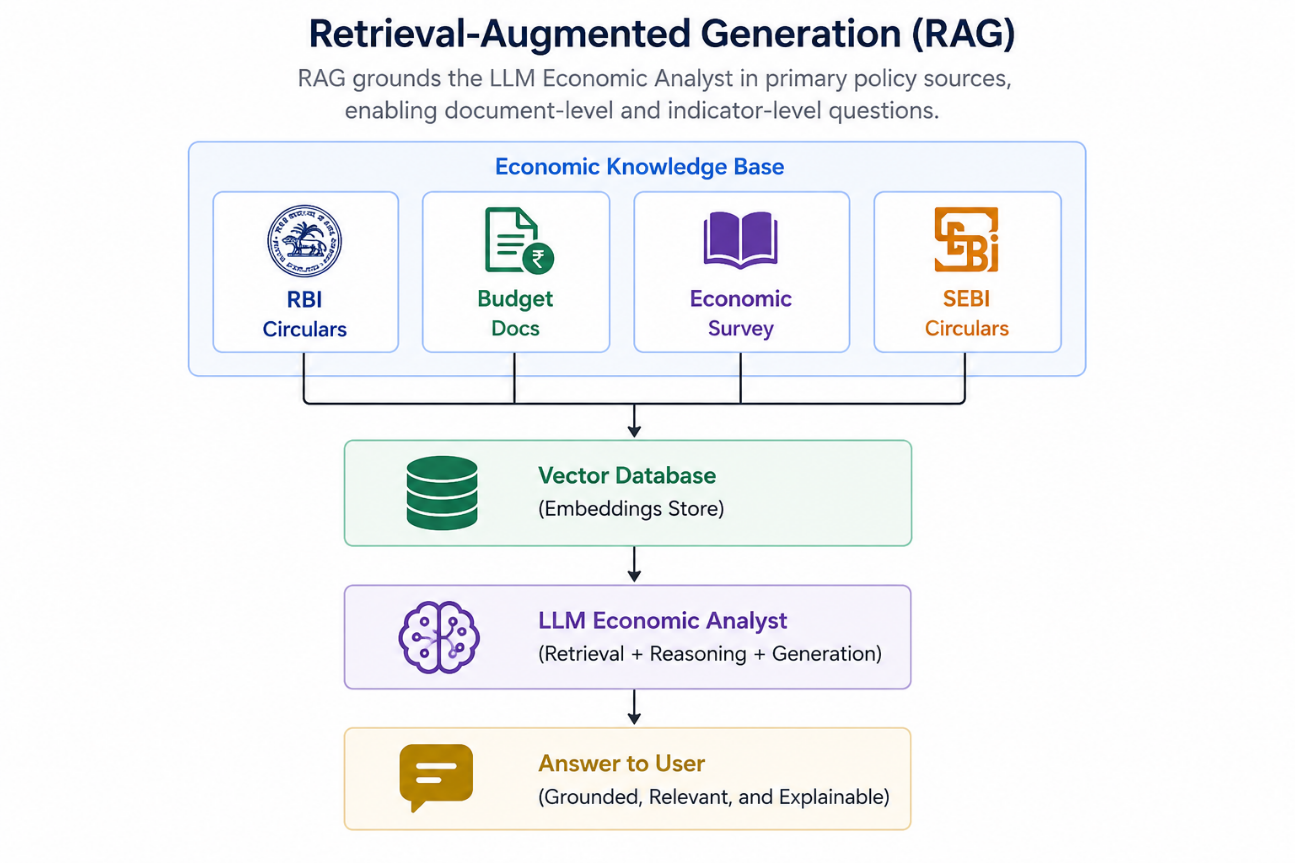 Retrieval-Augmented Generation (RAG)
RAG grounds the LLM Economic Analyst in primary policy sources,
enabling document-level and indicator-level questions.
Economic Knowledge Base
RBI
Circulars
Budget
Docs
Economic
Survey
SEBi
SEBI
Circulars
₹
Vector Database
(Embeddings Store)
LLM Economic Analyst
(Retrieval + Reasoning + Generation)
Answer to User
(Grounded, Relevant, and Explainable)